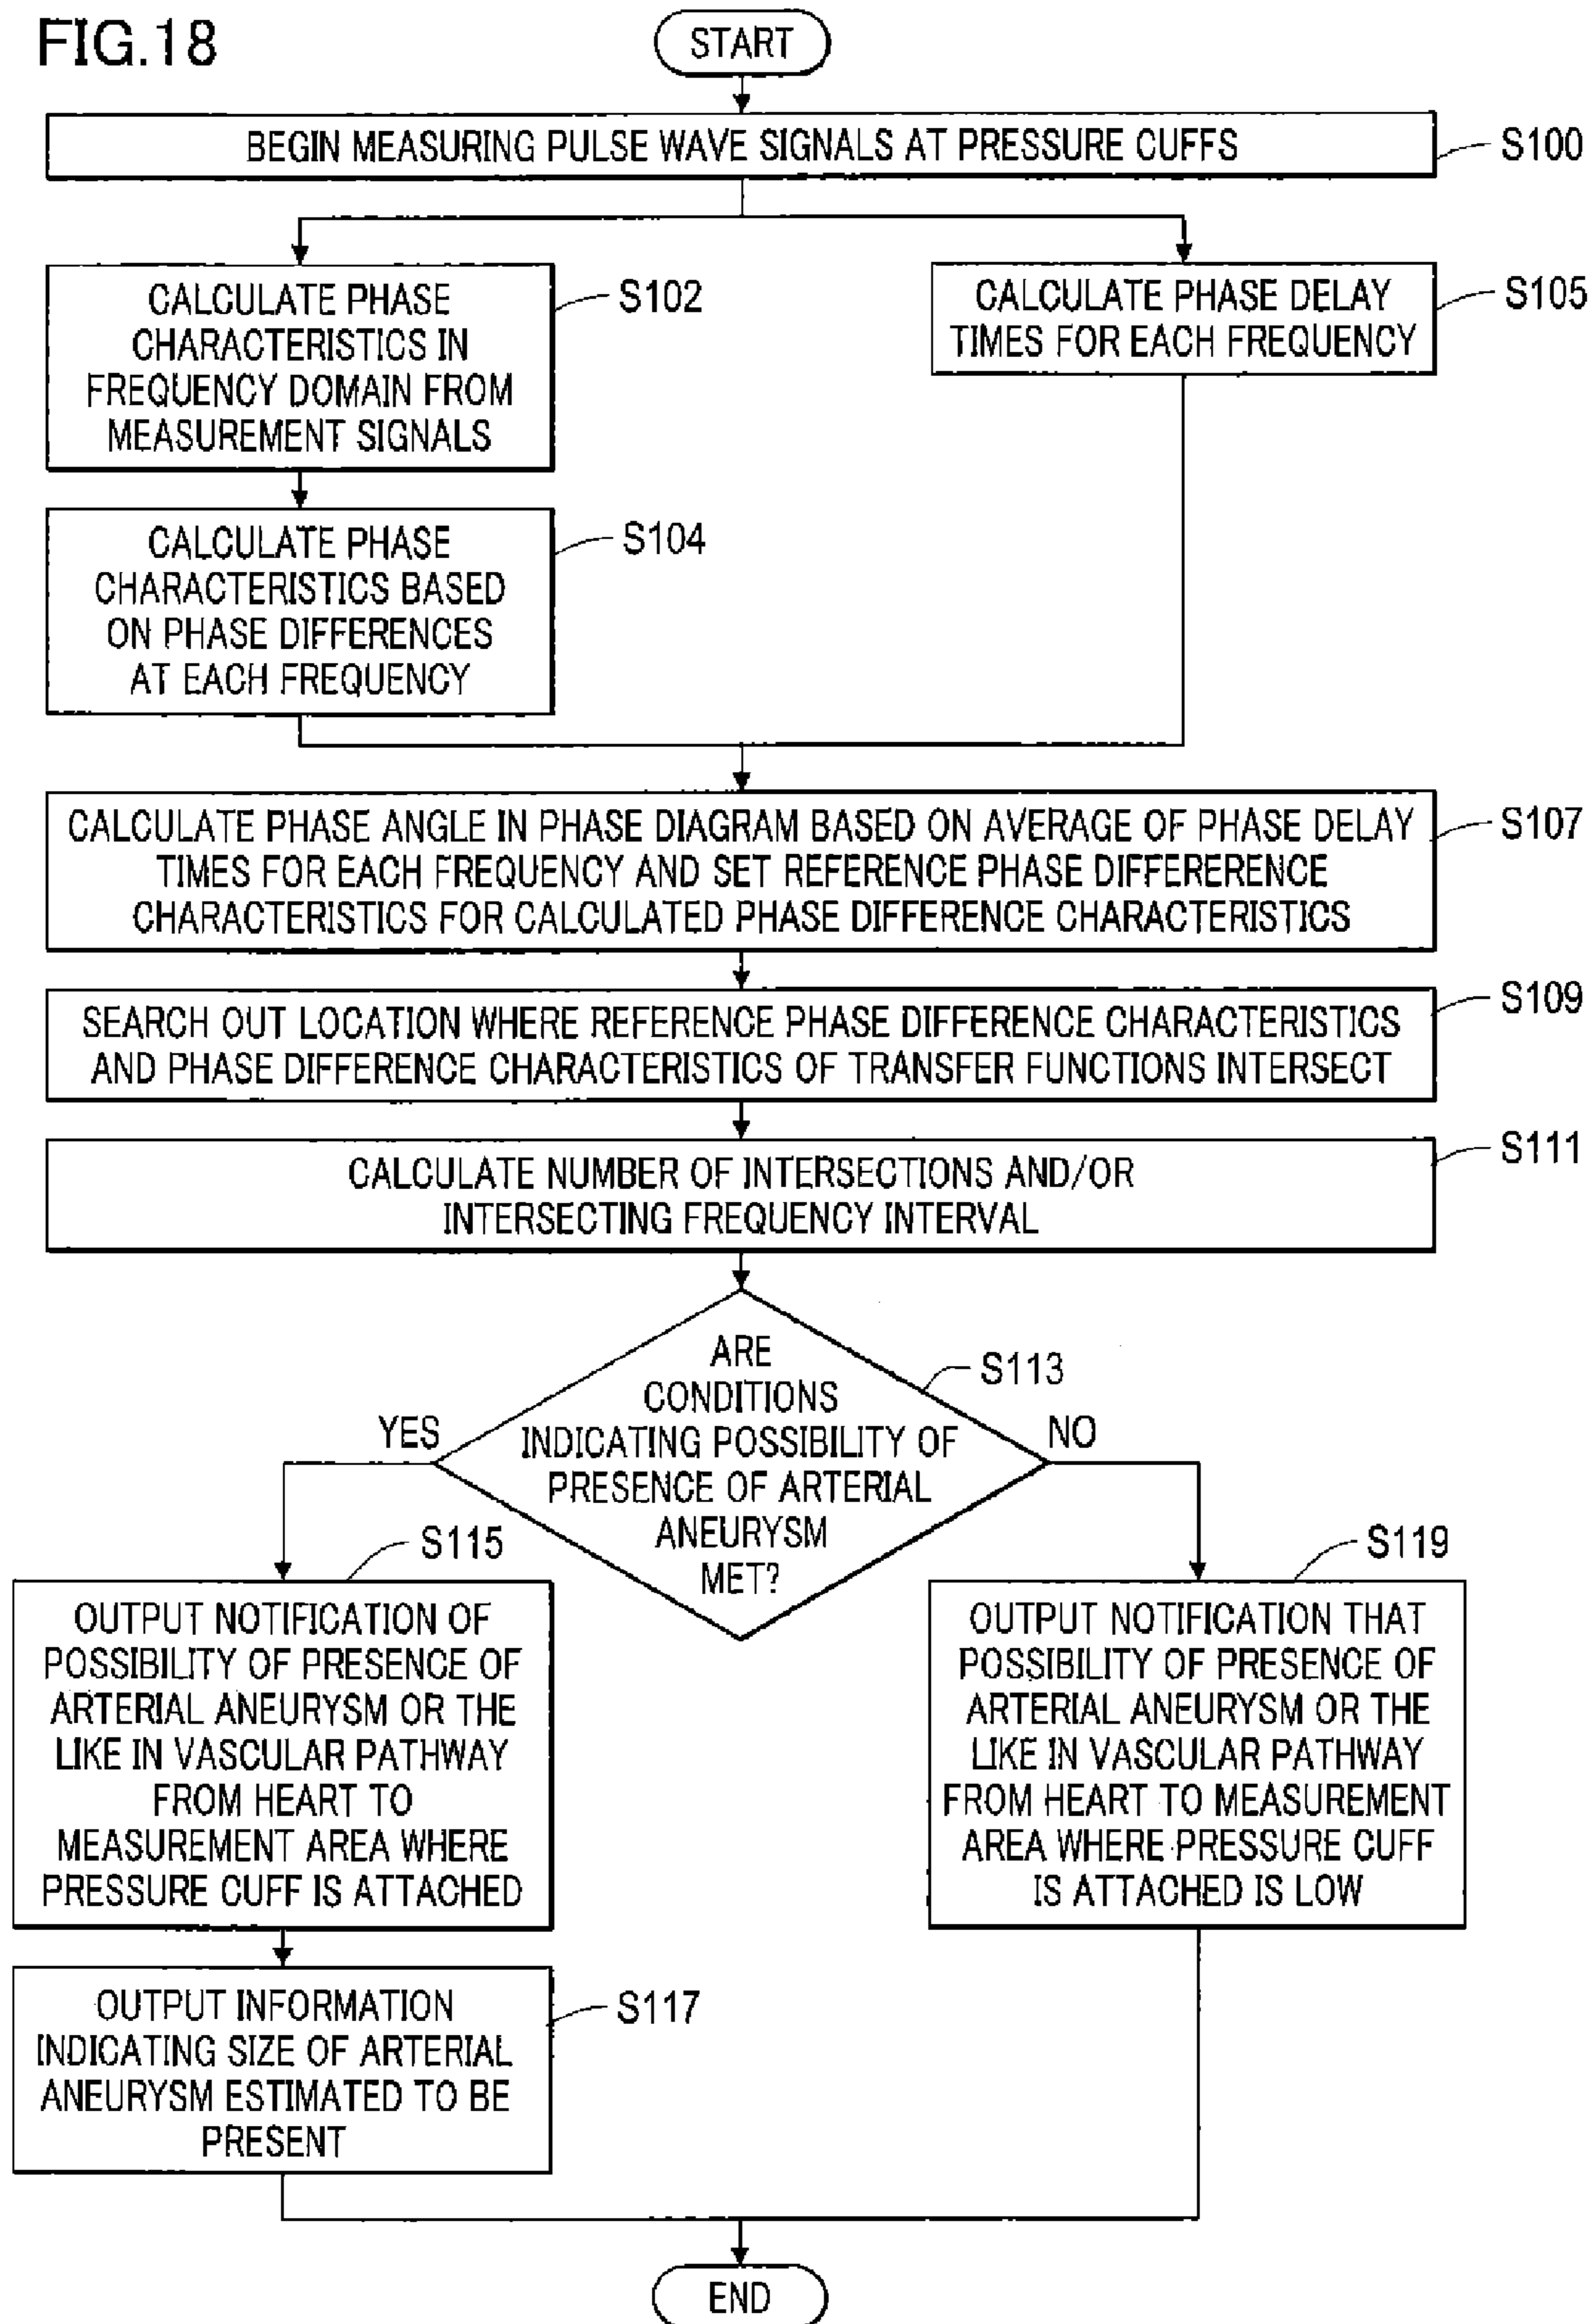 FIG.18
START
BEGIN MEASURING PULSE WAVE SIGNALS AT PRESSURE CUFFS
S100
CALCULATE PHASE
CHARACTERISTICS IN
FREQUENCY DOMAIN FROM
MEASUREMENT SIGNALS
S102
CALCULATE PHASE DELAY
TIMES FOR EACH FREQUENCY
S105
CALCULATE PHASE
CHARACTERISTICS BASED
ON PHASE DIFFERENCES
AT EACH FREQUENCY
S104
CALCULATE PHASE ANGLE IN PHASE DIAGRAM BASED ON AVERAGE OF PHASE DELAY
TIMES FOR EACH FREQUENCY AND SET REFERENCE PHASE DIFFERERENCE
CHARACTERISTICS FOR CALCULATED PHASE DIFFERENCE CHARACTERISTICS
S107
SEARCH OUT LOCATION WHERE REFERENCE PHASE DIFFERENCE CHARACTERISTICS
AND PHASE DIFFERENCE CHARACTERISTICS OF TRANSFER FUNCTIONS INTERSECT
S109
CALCULATE NUMBER OF INTERSECTIONS AND/OR
INTERSECTING FREQUENCY INTERVAL
S111
ARE
CONDITIONS
INDICATING POSSIBILITY OF
PRESENCE OF ARTERIAL
ANEURYSM
MET?
S113
YES
NO
S115
OUTPUT NOTIFICATION OF
POSSIBILITY OF PRESENCE OF
ARTERIAL ANEURYSM OR THE
LIKE IN VASCULAR PATHWAY
FROM HEART TO
MEASUREMENT AREA WHERE
PRESSURE CUFF IS ATTACHED
S119
OUTPUT NOTIFICATION THAT
POSSIBILITY OF PRESENCE OF
ARTERIAL ANEURYSM OR THE
LIKE IN VASCULAR PATHWAY
FROM HEART TO MEASUREMENT
AREA WHERE PRESSURE CUFF
IS ATTACHED IS LOW
OUTPUT INFORMATION
INDICATING SIZE OF ARTERIAL
ANEURYSM ESTIMATED TO BE
PRESENT
S117
END